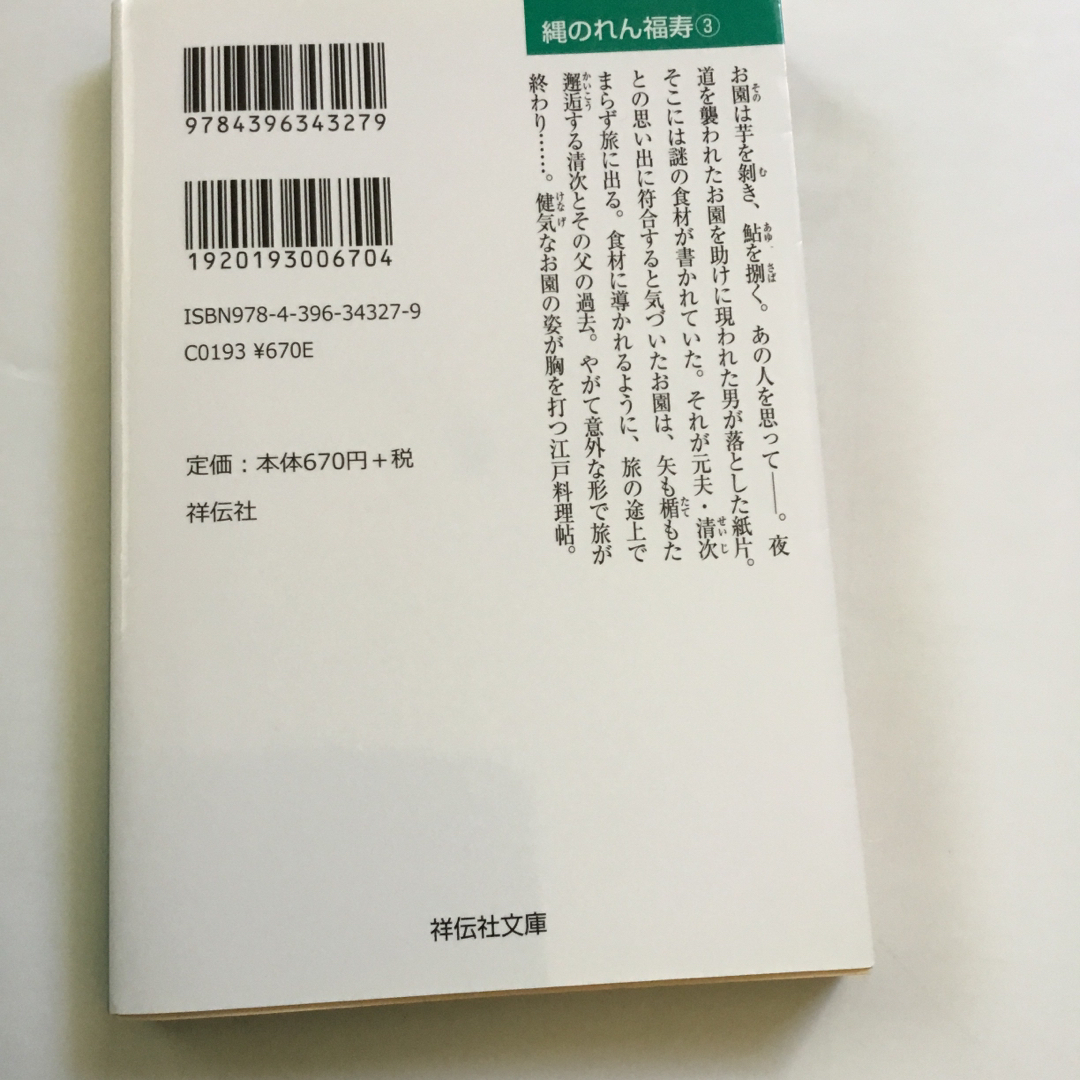 縄のれん福寿③
お園は芋を剝き、鮎を捌く。あの人を思って――。夜
道を襲われたお園を助けに現われた男が落とした紙片。
そこには謎の食材が書かれていた。それが元夫・清次
との思い出に符合すると気づいたお園は、矢も楯もた
まらず旅に出る。食材に導かれるように、旅の途上で
邂逅する清次とその父の過去。やがて意外な形で旅が
終わり……。健気なお園の姿が胸を打つ江戸料理帖。
9784396343279
1920193006704
ISBN978-4-396-34327-9
C0193 ¥670E
定価：本体670円＋税
祥伝社
祥伝社文庫